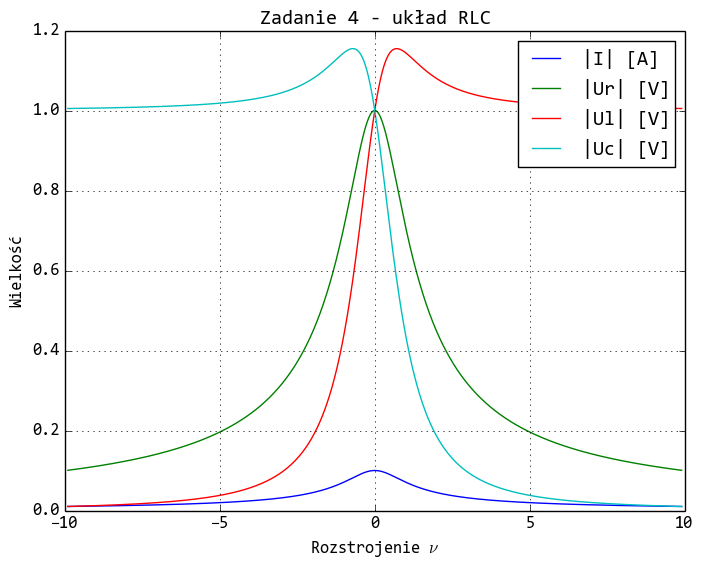 Zadanie 4 - układ RLC
|I| [A]
|Ur| [V]
|Ul| [V]
|Uc| [V]
Wielkość
1.2
1.0
0.8
0.6
0.4
0.2
0.0
−10
−5
0
5
10
Rozstrojenie ν